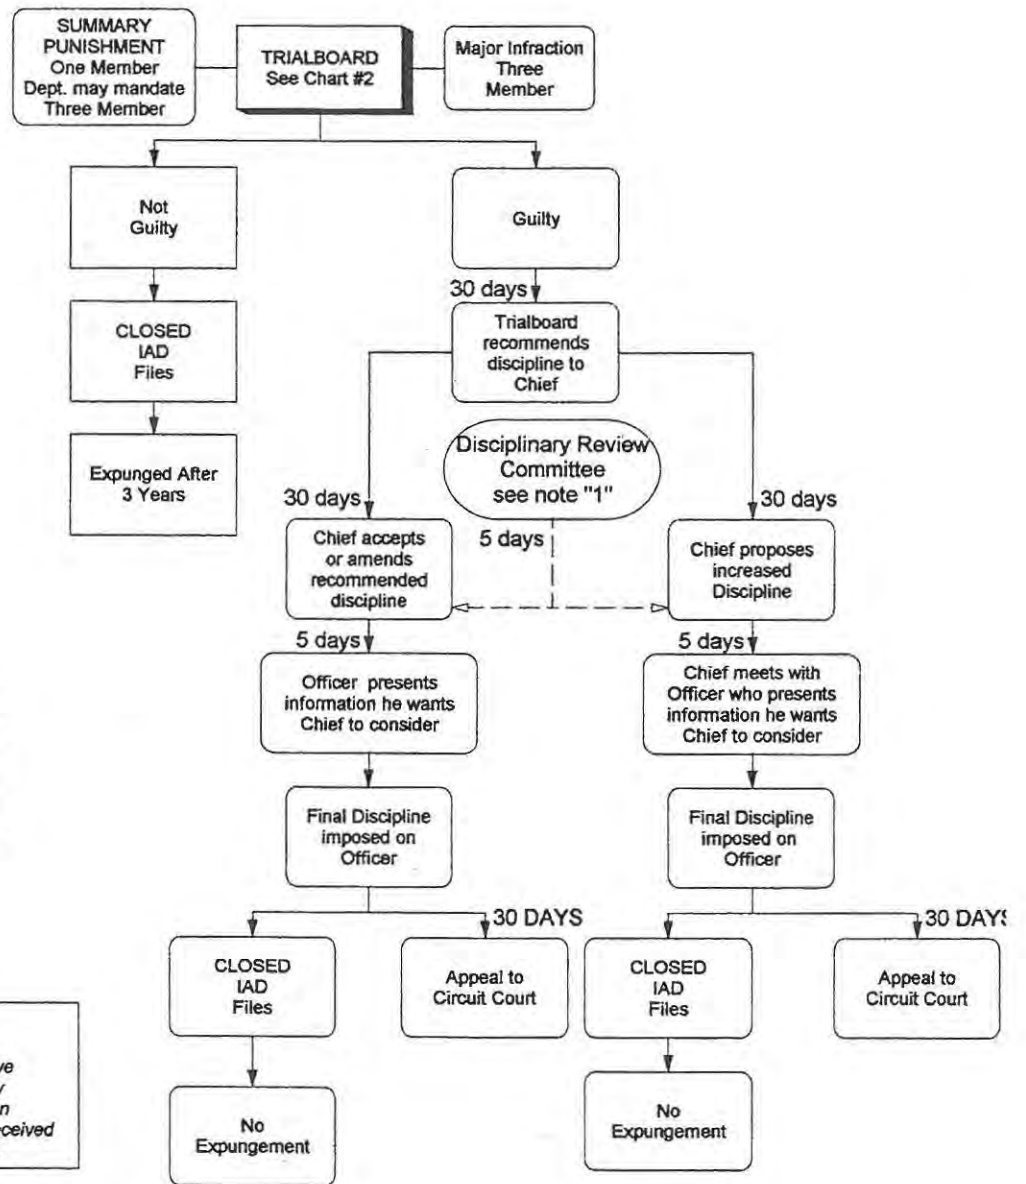 SUMMARY
PUNISHMENT
One Member
Dept. may mandate
Three Member
TRIALBOARD
See Chart #2
Major Infraction
Three
Member
Not
Guilty
Guilty
30 days
CLOSED
IAD
Files
Trialboard
recommends
discipline to
Chief
Expunged After
3 Years
Disciplinary Review
Committee
see note "1"
30 days
5 days
30 days
Chief accepts
or amends
recommended
discipline
Chief proposes
increased
Discipline
5 days
5 days
Officer presents
information he wants
Chief to consider
Chief meets with
Officer who presents
information he wants
Chief to consider
Final Discipline
imposed on
Officer
Final Discipline
imposed on
Officer
30 DAYS
30 DAYS
CLOSED
IAD
Files
Appeal to
Circuit Court
CLOSED
IAD
Files
Appeal to
Circuit Court
No
Expungement
No
Expungement